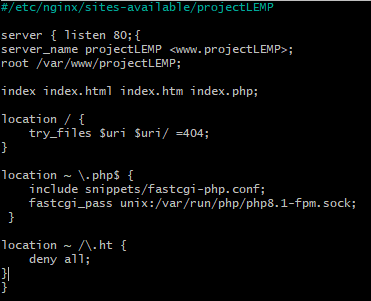 #/etc/nginx/sites-available/projectLEMP
server { listen 80;{
server_name projectLEMP <www.projectLEMP>;
root /var/www/projectLEMP;
index index.html index.htm index.php;
location / {
try_files $uri $uri/ =404;
}
location ~ \.php$ {
include snippets/fastcgi-php.conf;
fastcgi_pass unix:/var/run/php/php8.1-fpm.sock;
}
location ~ /\.ht {
deny all;
}
}